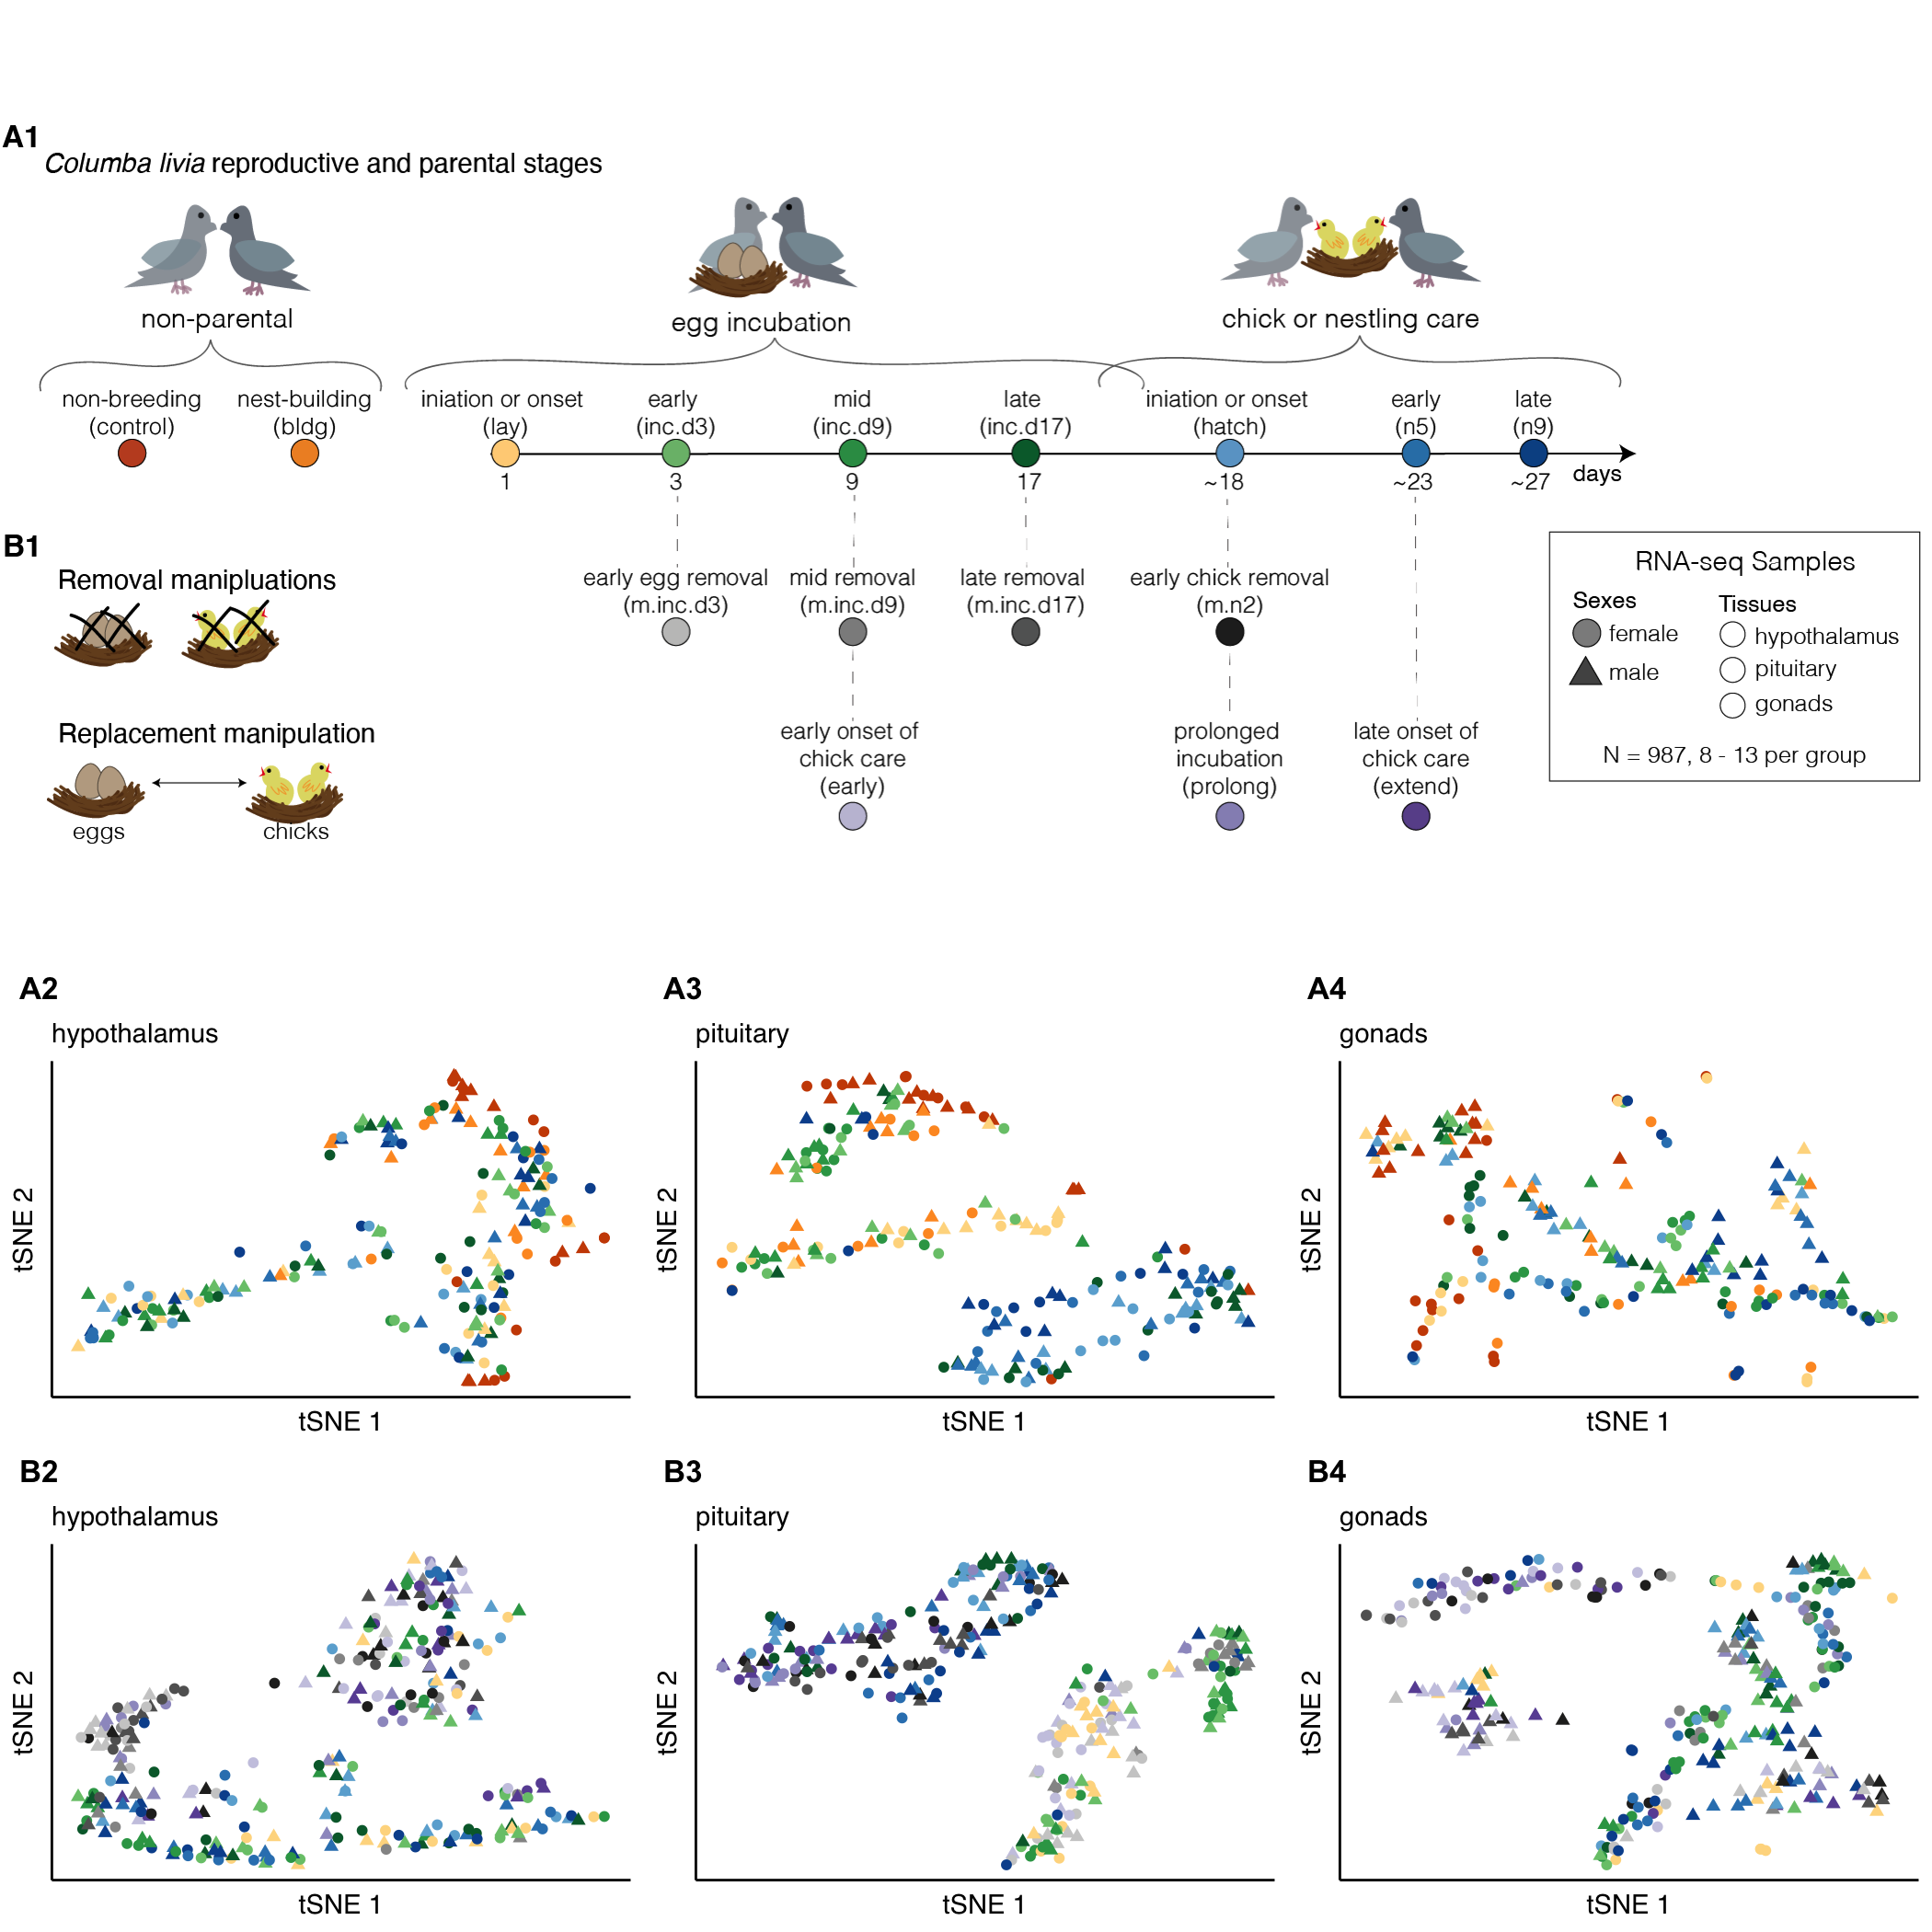 A1
Columba livia reproductive and parental stages
non-parental
egg incubation
chick or nestling care
non-breeding
(control)
nest-building
(bldg)
iniation or onset
(lay)
early
(inc.d3)
mid
(inc.d9)
late
(inc.d17)
iniation or onset
(hatch)
early
(n5)
late
(n9)
1
3
9
17
~18
~23
~27
days
B1
Removal manipluations
early egg removal
(m.inc.d3)
mid removal
(m.inc.d9)
late removal
(m.inc.d17)
early chick removal
(m.n2)
Replacement manipulation
eggs
chicks
early onset of
chick care
(early)
prolonged
incubation
(prolong)
late onset of
chick care
(extend)
RNA-seq Samples
Sexes
female
male
Tissues
hypothalamus
pituitary
gonads
N = 987, 8 - 13 per group
A2
hypothalamus
tSNE 2
tSNE 1
A3
pituitary
tSNE 2
tSNE 1
A4
gonads
tSNE 2
tSNE 1
B2
hypothalamus
tSNE 2
tSNE 1
B3
pituitary
tSNE 2
tSNE 1
B4
gonads
tSNE 2
tSNE 1